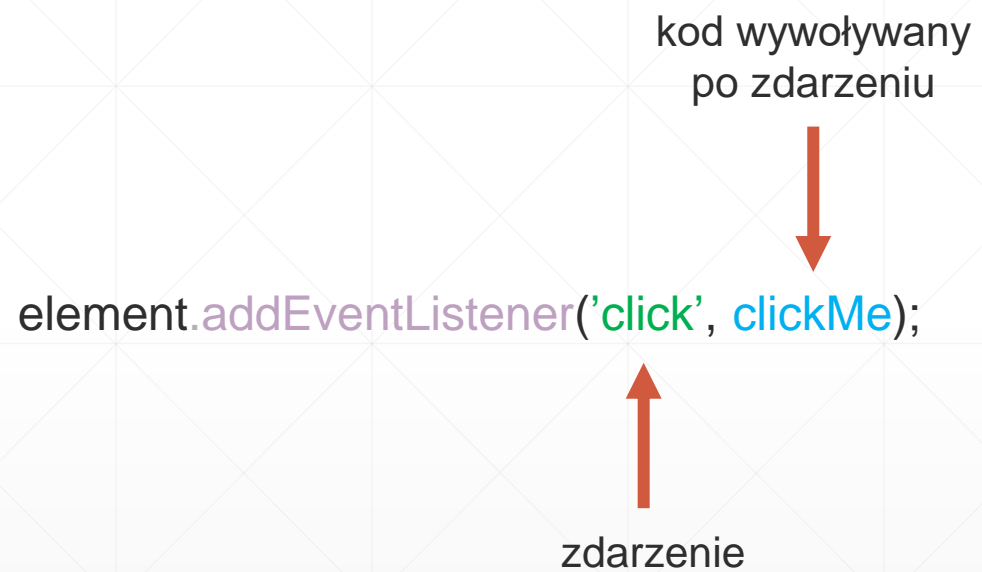 kod wywoływany
po zdarzeniu
element.addEventListener(’click’, clickMe);
zdarzenie